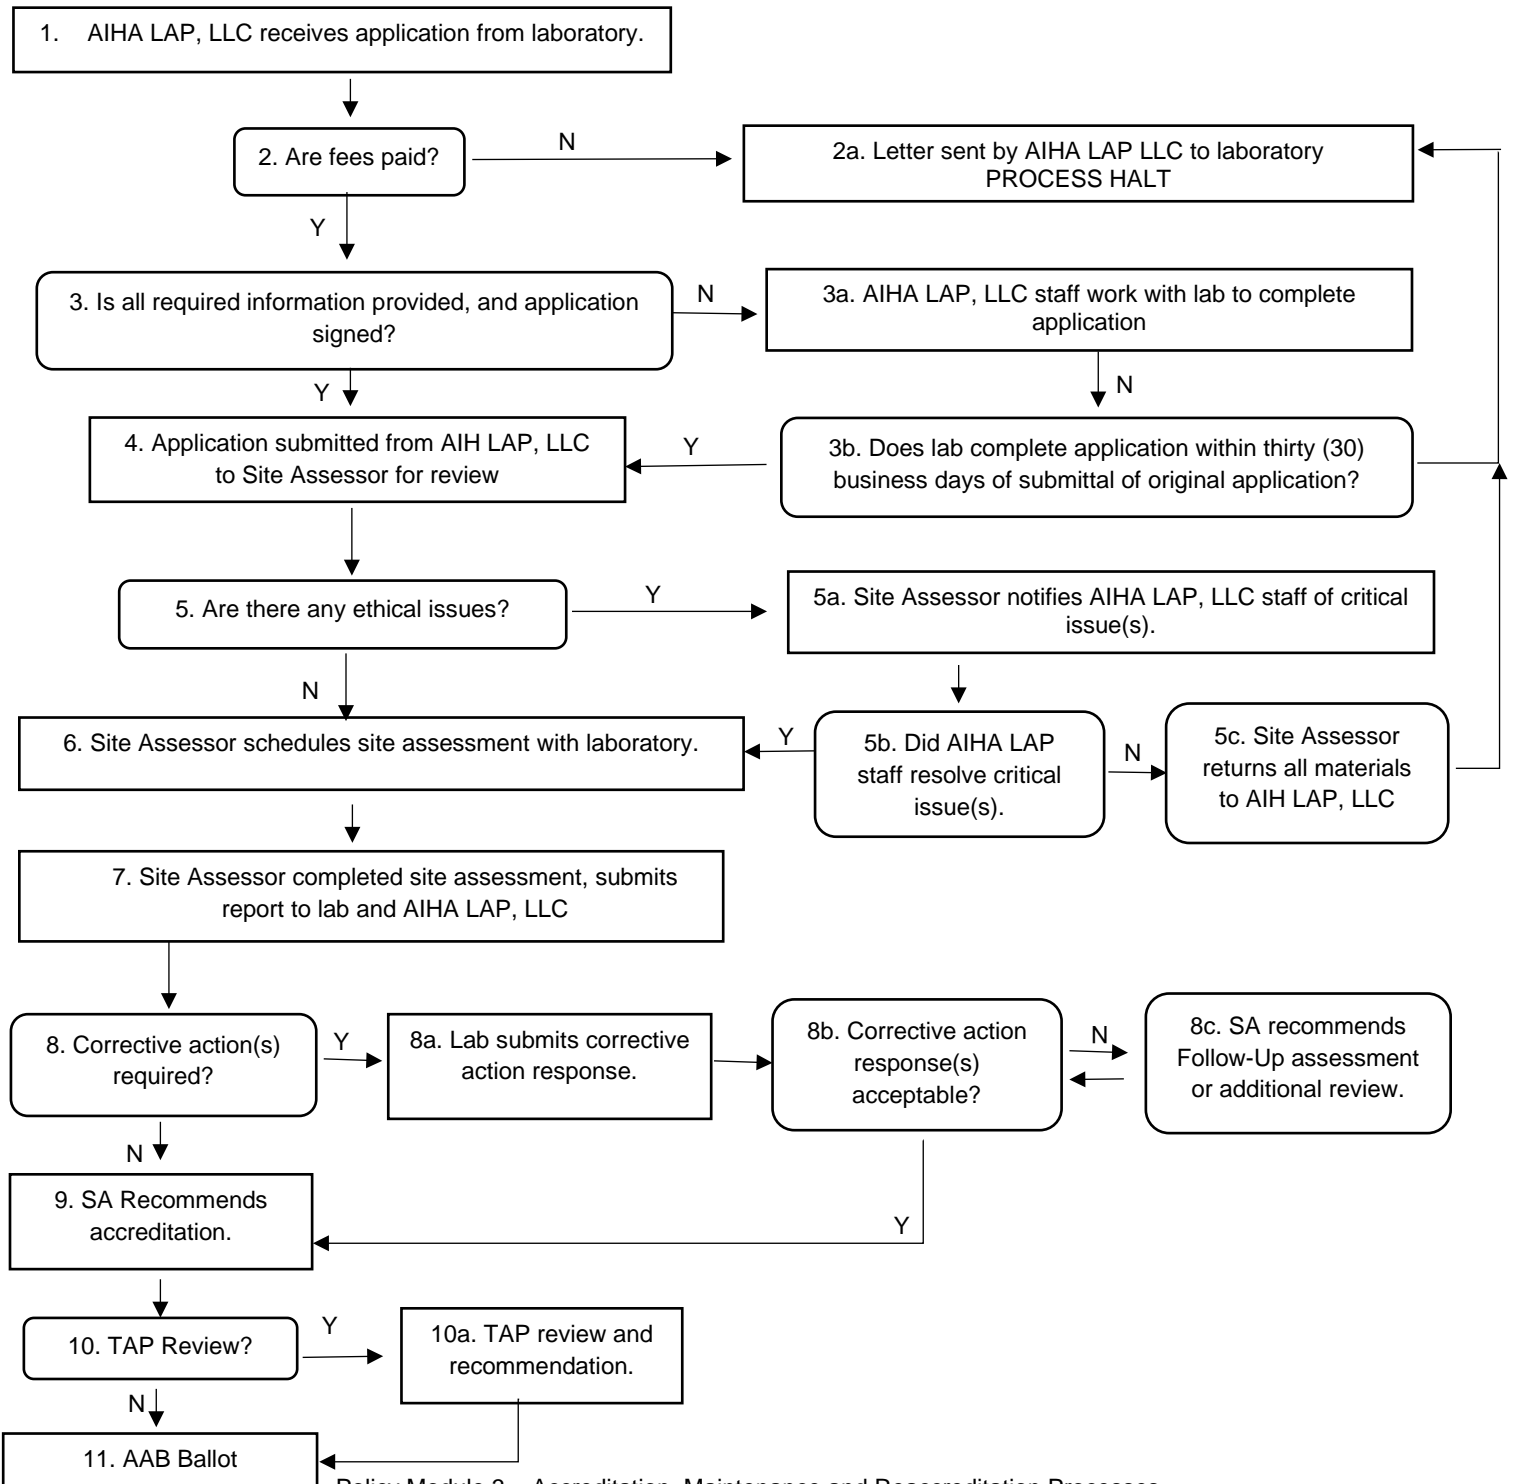 1. AIHA LAP, LLC receives application from laboratory.
2. Are fees paid?
N
2a. Letter sent by AIHA LAP LLC to laboratory
PROCESS HALT
Y
3. Is all required information provided, and application
signed?
N
3a. AIHA LAP, LLC staff work with lab to complete
application
Y
N
4. Application submitted from AIH LAP, LLC
to Site Assessor for review
Y
3b. Does lab complete application within thirty (30)
business days of submittal of original application?
5. Are there any ethical issues?
Y
5a. Site Assessor notifies AIHA LAP, LLC staff of critical
issue(s).
N
6. Site Assessor schedules site assessment with laboratory.
Y
5b. Did AIHA LAP
staff resolve critical
issue(s).
N
5c. Site Assessor
returns all materials
to AIH LAP, LLC
7. Site Assessor completed site assessment, submits
report to lab and AIHA LAP, LLC
8. Corrective action(s)
required?
Y
8a. Lab submits corrective
action response.
8b. Corrective action
response(s)
acceptable?
N
8c. SA recommends
Follow-Up assessment
or additional review.
N
9. SA Recommends
accreditation.
Y
10. TAP Review?
Y
10a. TAP review and
recommendation.
N
11. AAB Ballot
Accreditation, Maintenance and Reaccreditation Processes